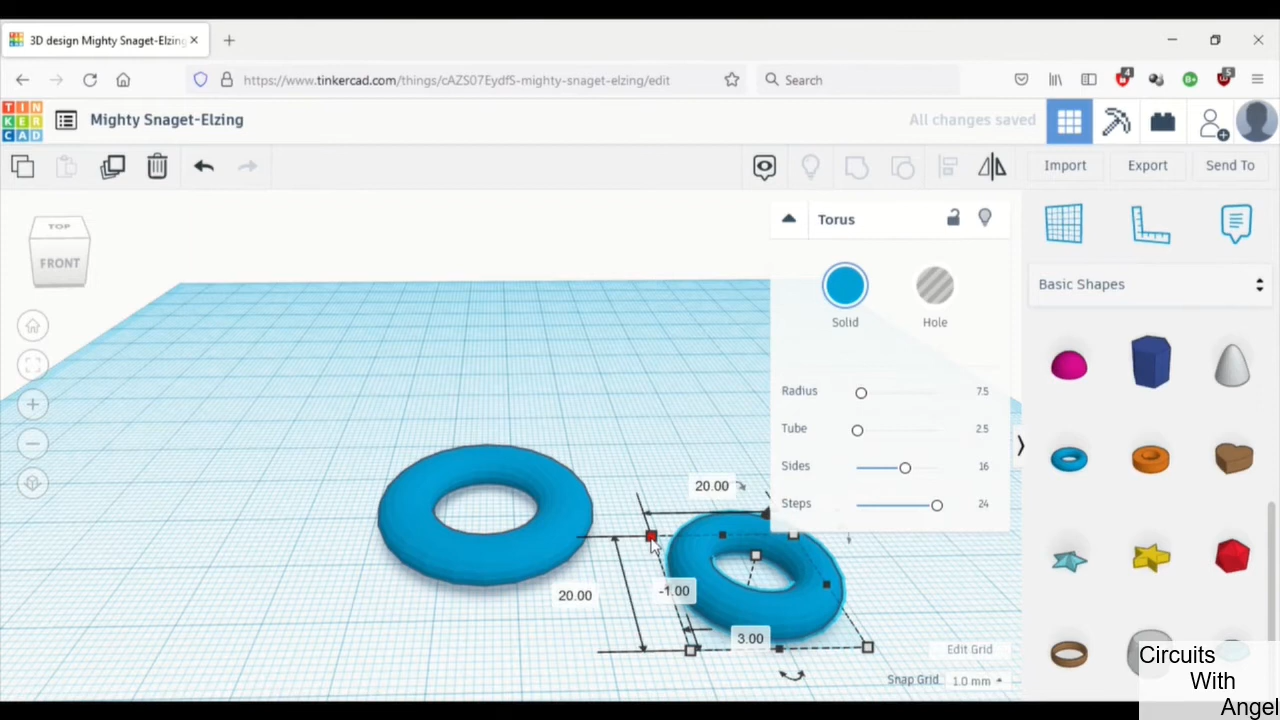 3D design Mighty Snaget-Elzing
https://www.tinkercad.com/things/cAZS07EydfS-mighty-snaget-elzing/edit
Search
4
5
TIN
KER
CAD
Mighty Snaget-Elzing
All changes saved
Import
Export
Send To
TOP
FRONT
Torus
Solid
Hole
Radius 7.5
Tube 2.5
Sides 16
Steps 24
Basic Shapes
20.00
20.00
-1.00
3.00
Edit Grid
Snap Grid 1.0 mm
Circuits
With
Angel